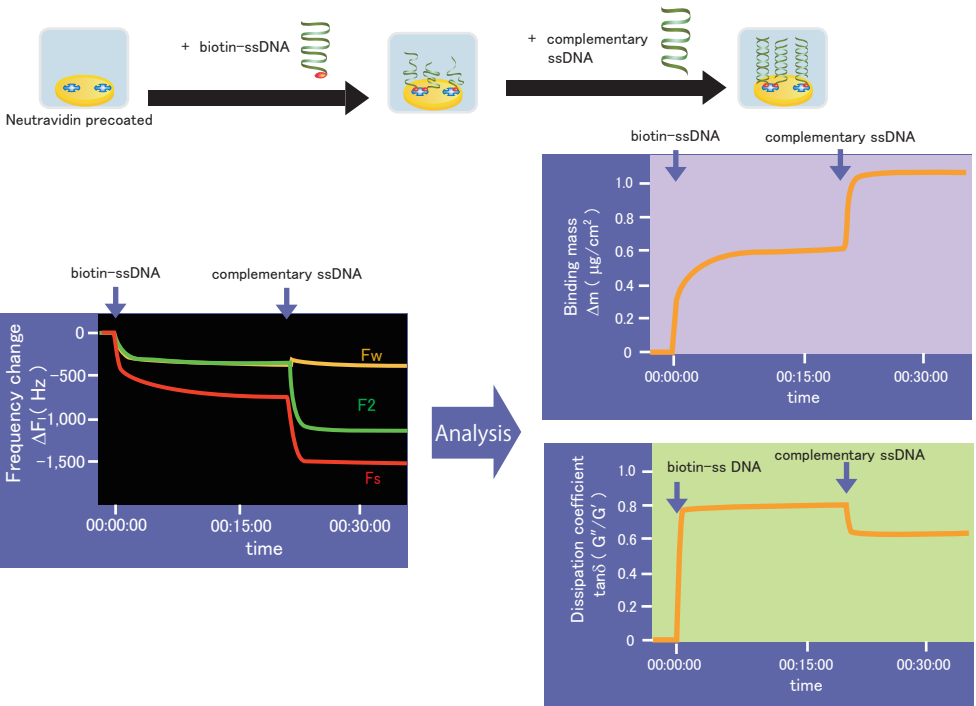 + biotin-ssDNA
+ complementary
ssDNA
Neutravidin precoated
biotin-ssDNA
complementary ssDNA
Binding mass
Δm ( μg/cm²)
1.0
0.8
0.6
0.4
0.2
0
00:00:00
00:15:00
00:30:00
time
biotin-ssDNA
complementary ssDNA
Frequency change
ΔF( Hz )
0
−500
−1,000
−1,500
Fw
F2
Fs
00:00:00
00:15:00
00:30:00
time
Analysis
biotin-ss DNA
complementary ssDNA
Dissipation coefficient
tanδ ( G″/G′)
1.0
0.8
0.6
0.4
0.2
0
00:00:00
00:15:00
00:30:00
time